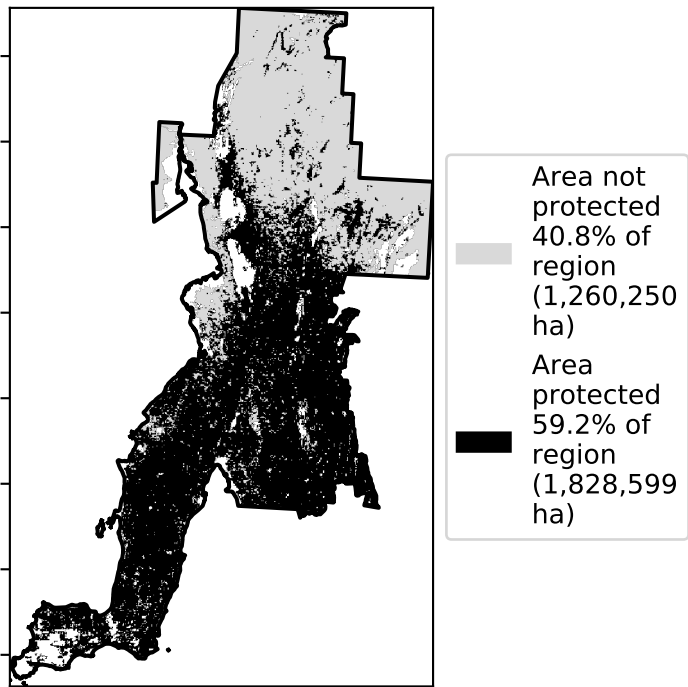 Area not
protected
40.8% of
region
(1,260,250
ha)
Area
protected
59.2% of
region
(1,828,599
ha)